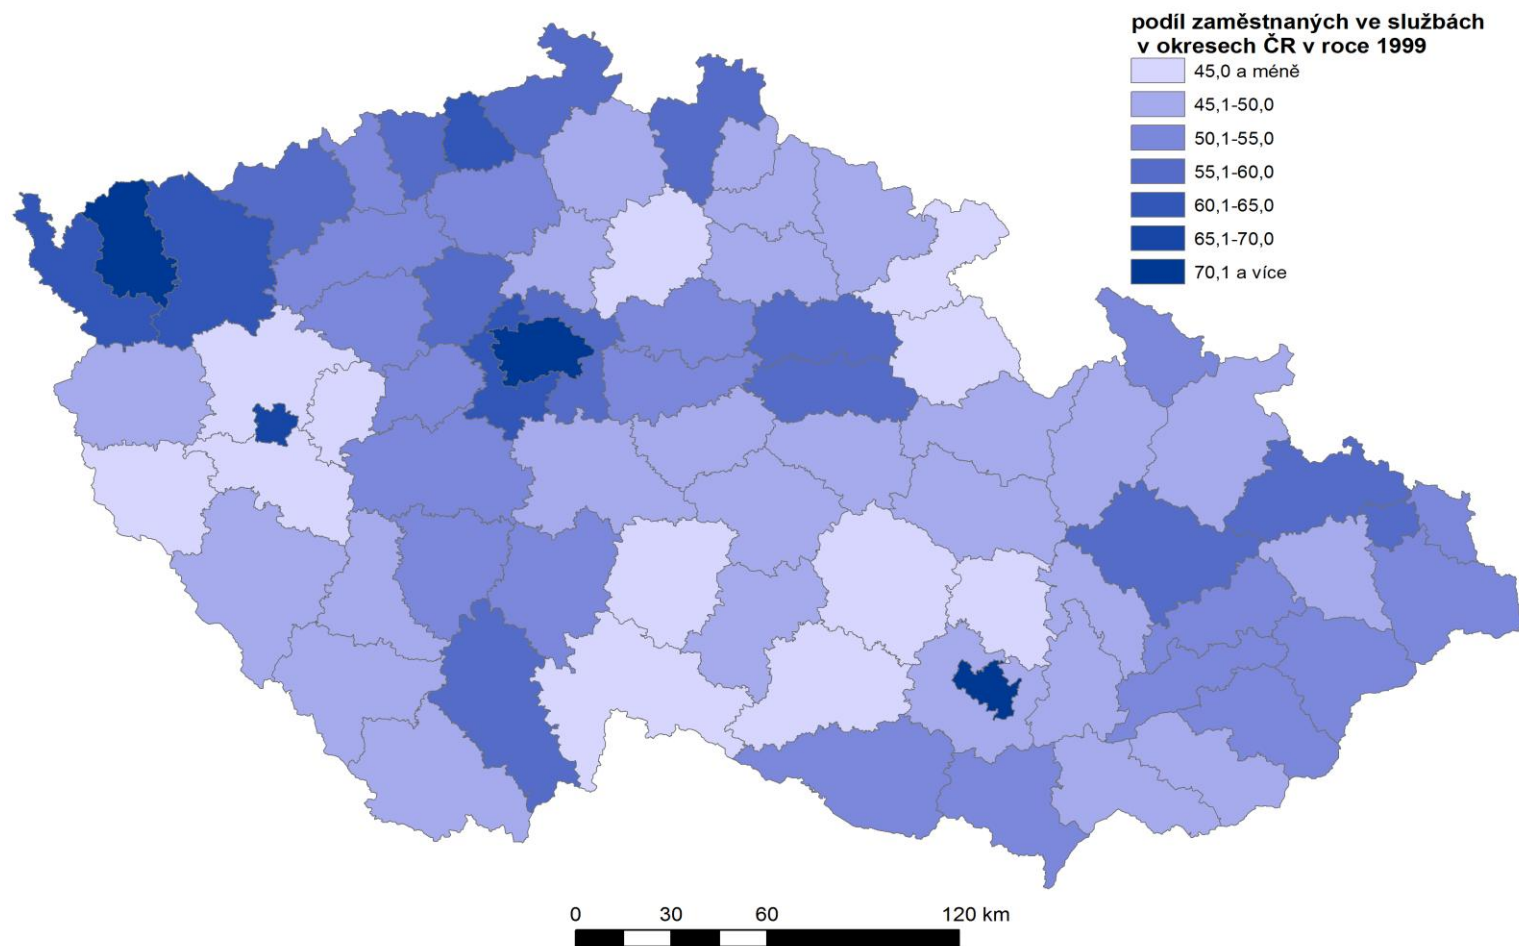 podíl zaměstnaných ve službách
v okresech ČR v roce 1999
45,0 a méně
45,1-50,0
50,1-55,0
55,1-60,0
60,1-65,0
65,1-70,0
70,1 a více
0 30 60 120 km